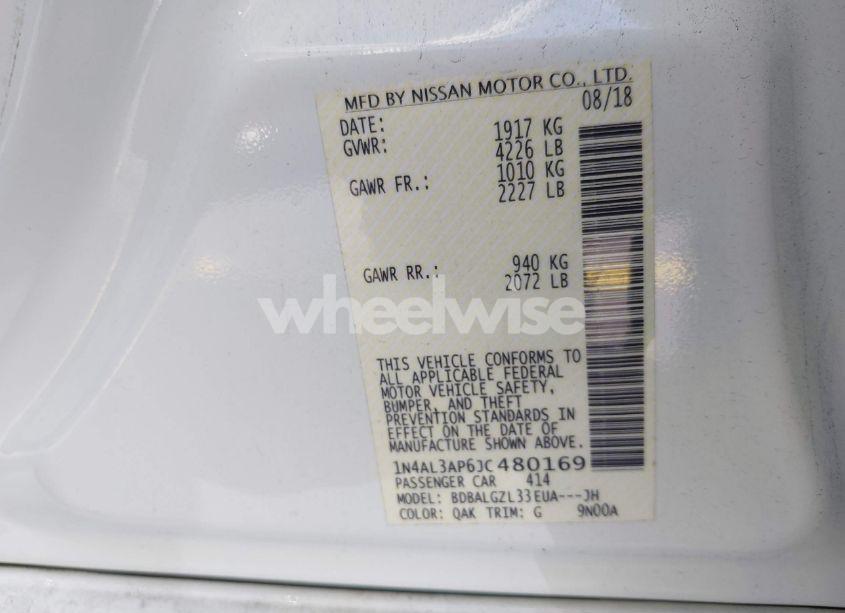 MFD BY NISSAN MOTOR CO., LTD.
DATE: 08/18
GVWR: 1917 KG
4226 LB
GAWR FR.: 1010 KG
2227 LB
GAWR RR.: 940 KG
2072 LB
wheelwise
THIS VEHICLE CONFORMS TO
ALL APPLICABLE FEDERAL
MOTOR VEHICLE SAFETY,
BUMPER, AND THEFT
PREVENTION STANDARDS IN
EFFECT ON THE DATE OF
MANUFACTURE SHOWN ABOVE.
1N4AL3AP6JC480169
PASSENGER CAR 414
MODEL: BDBALGZL33EUA---JH
COLOR: QAK TRIM: G 9N00A